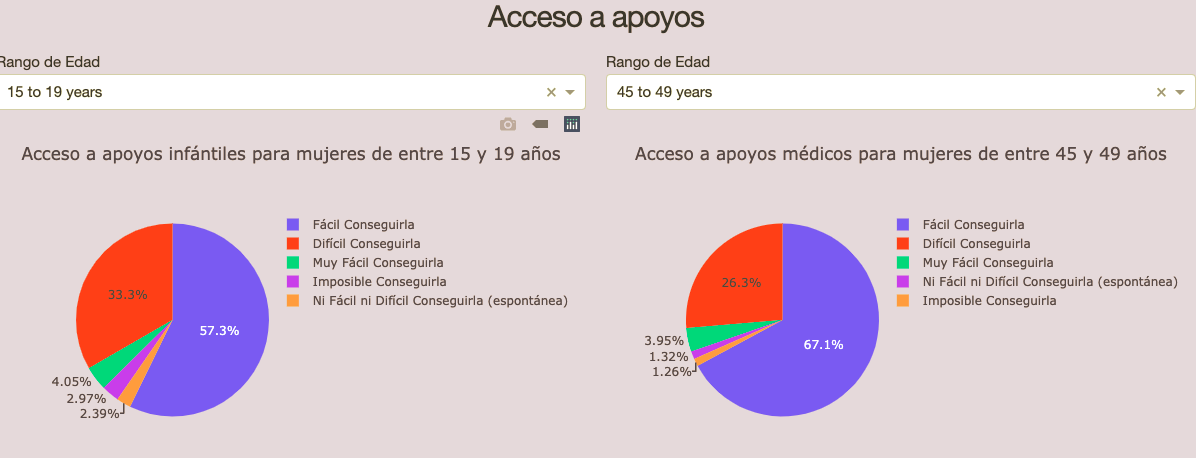 Acceso a apoyos
Rango de Edad
15 to 19 years
Acceso a apoyos infántiles para mujeres de entre 15 y 19 años
33.3%
57.3%
4.05%
2.97%
2.39%
Fácil Conseguirla
Difícil Conseguirla
Muy Fácil Conseguirla
Imposible Conseguirla
Ni Fácil ni Difícil Conseguirla (espontánea)
Rango de Edad
45 to 49 years
Acceso a apoyos médicos para mujeres de entre 45 y 49 años
26.3%
67.1%
3.95%
1.32%
1.26%
Fácil Conseguirla
Difícil Conseguirla
Muy Fácil Conseguirla
Ni Fácil ni Difícil Conseguirla (espontánea)
Imposible Conseguirla